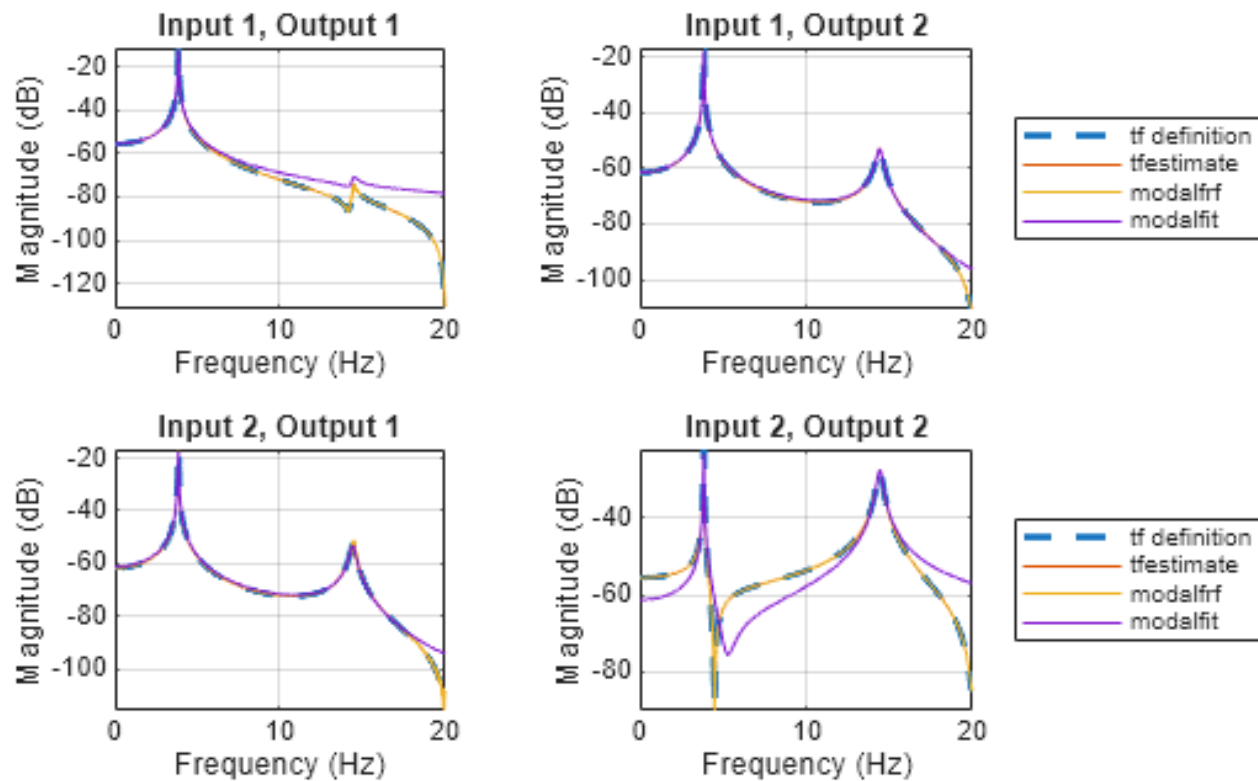 Input 1, Output 1
Magnitude (dB)
-20
-40
-60
-80
-100
-120
0
10
20
Frequency (Hz)
Input 1, Output 2
Magnitude (dB)
-20
-40
-60
-80
-100
0
10
20
Frequency (Hz)
tf definition
tfestimate
modalfrf
modalfit
Input 2, Output 1
Magnitude (dB)
-20
-40
-60
-80
-100
0
10
20
Frequency (Hz)
Input 2, Output 2
Magnitude (dB)
-40
-60
-80
0
10
20
Frequency (Hz)
tf definition
tfestimate
modalfrf
modalfit